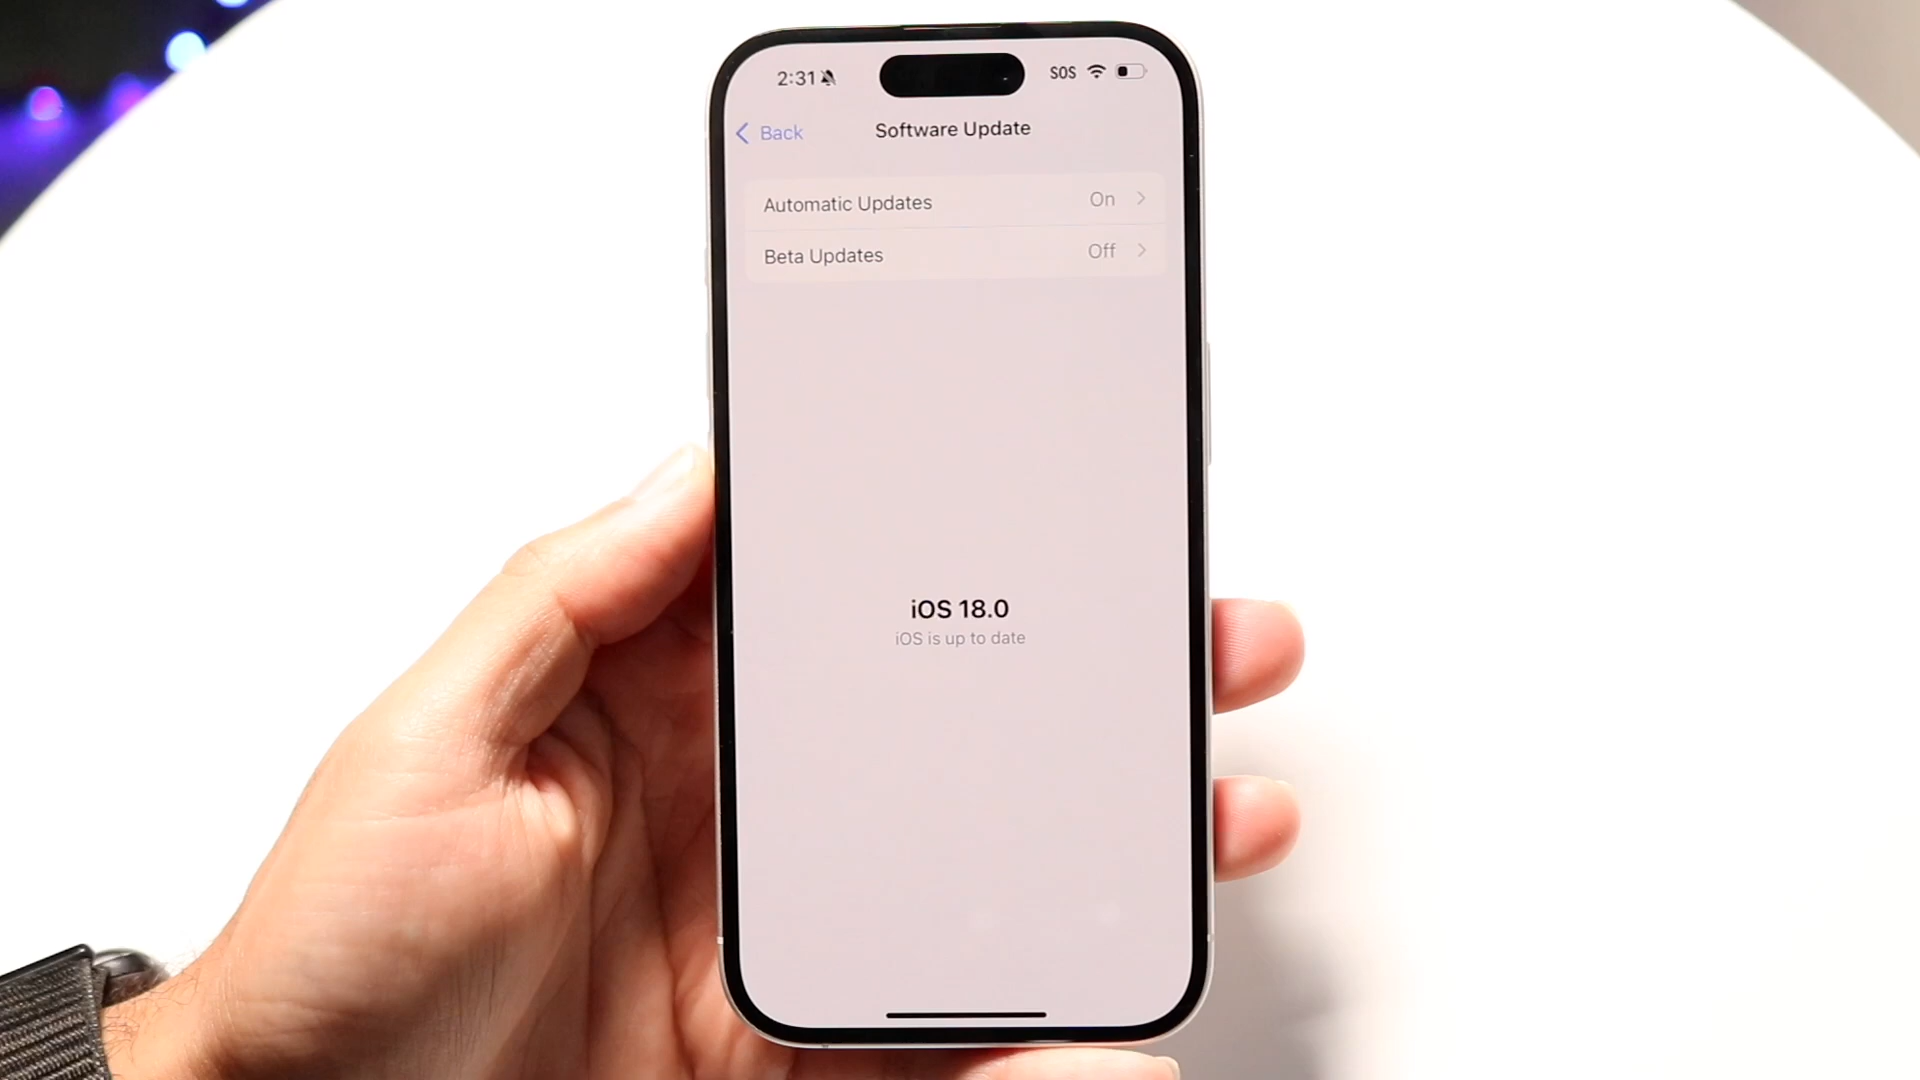 2:31 SOS
Back Software Update
Automatic Updates On
Beta Updates Off
iOS 18.0
iOS is up to date